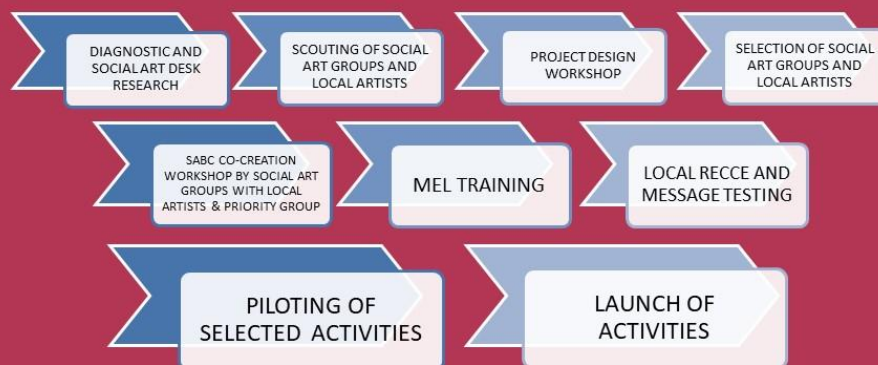 DIAGNOSTIC AND
SOCIAL ART DESK
RESEARCH
SCOUTING OF SOCIAL
ART GROUPS AND
LOCAL ARTISTS
PROJECT DESIGN
WORKSHOP
SELECTION OF SOCIAL
ART GROUPS AND
LOCAL ARTISTS
SABC CO-CREATION
WORKSHOP BY SOCIAL ART
GROUPS WITH LOCAL
ARTISTS & PRIORITY GROUP
MEL TRAINING
LOCAL RECCE AND
MESSAGE TESTING
PILOTING OF
SELECTED ACTIVITIES
LAUNCH OF
ACTIVITIES